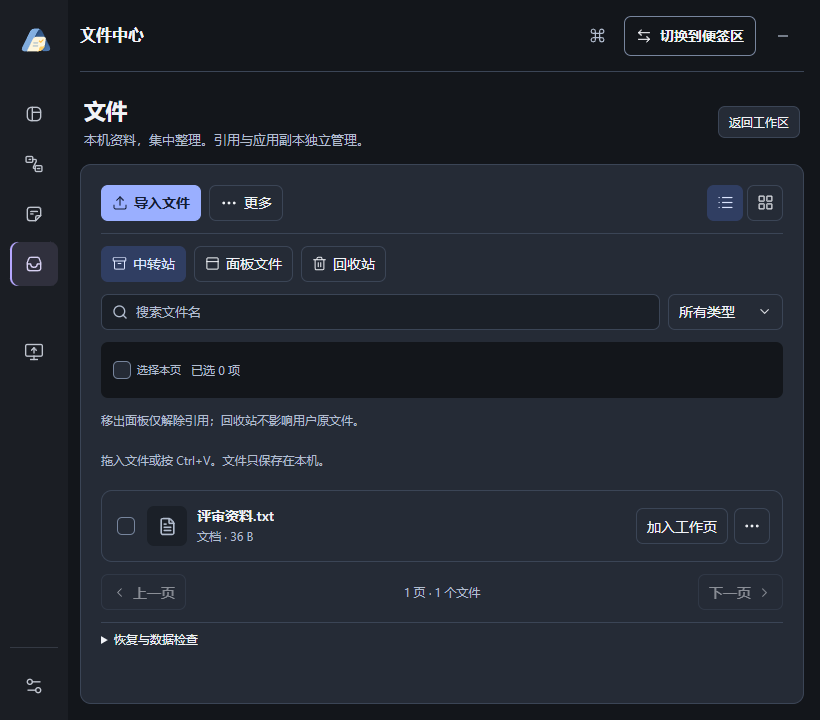 文件中心
切换到便签区
文件
本机资料，集中整理。引用与应用副本独立管理。
返回工作区
导入文件
更多
中转站
面板文件
回收站
搜索文件名
所有类型
选择本页 已选 0 项
移出面板仅解除引用；回收站不影响用户原文件。
拖入文件或按 Ctrl+V。文件只保存在本机。
评审资料.txt
文档 · 36 B
加入工作页
上一页
1 页 · 1 个文件
下一页
恢复与数据检查